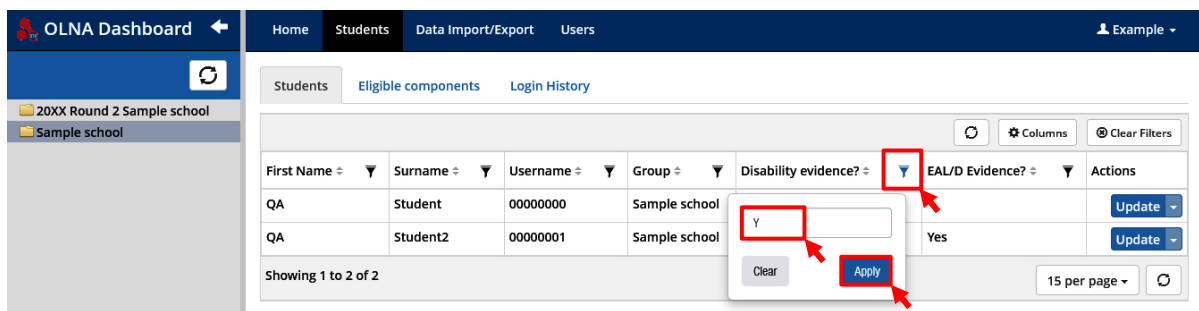 OLNA Dashboard
Home Students Data Import/Export Users Example
Students Eligible components Login History
20XX Round 2 Sample school
Sample school
Columns Clear Filters
First Name Surname Username Group Disability evidence? EAL/D Evidence? Actions
QA Student 00000000 Sample school Update
Y
QA Student2 00000001 Sample school Yes Update
Clear Apply
Showing 1 to 2 of 2 15 per page